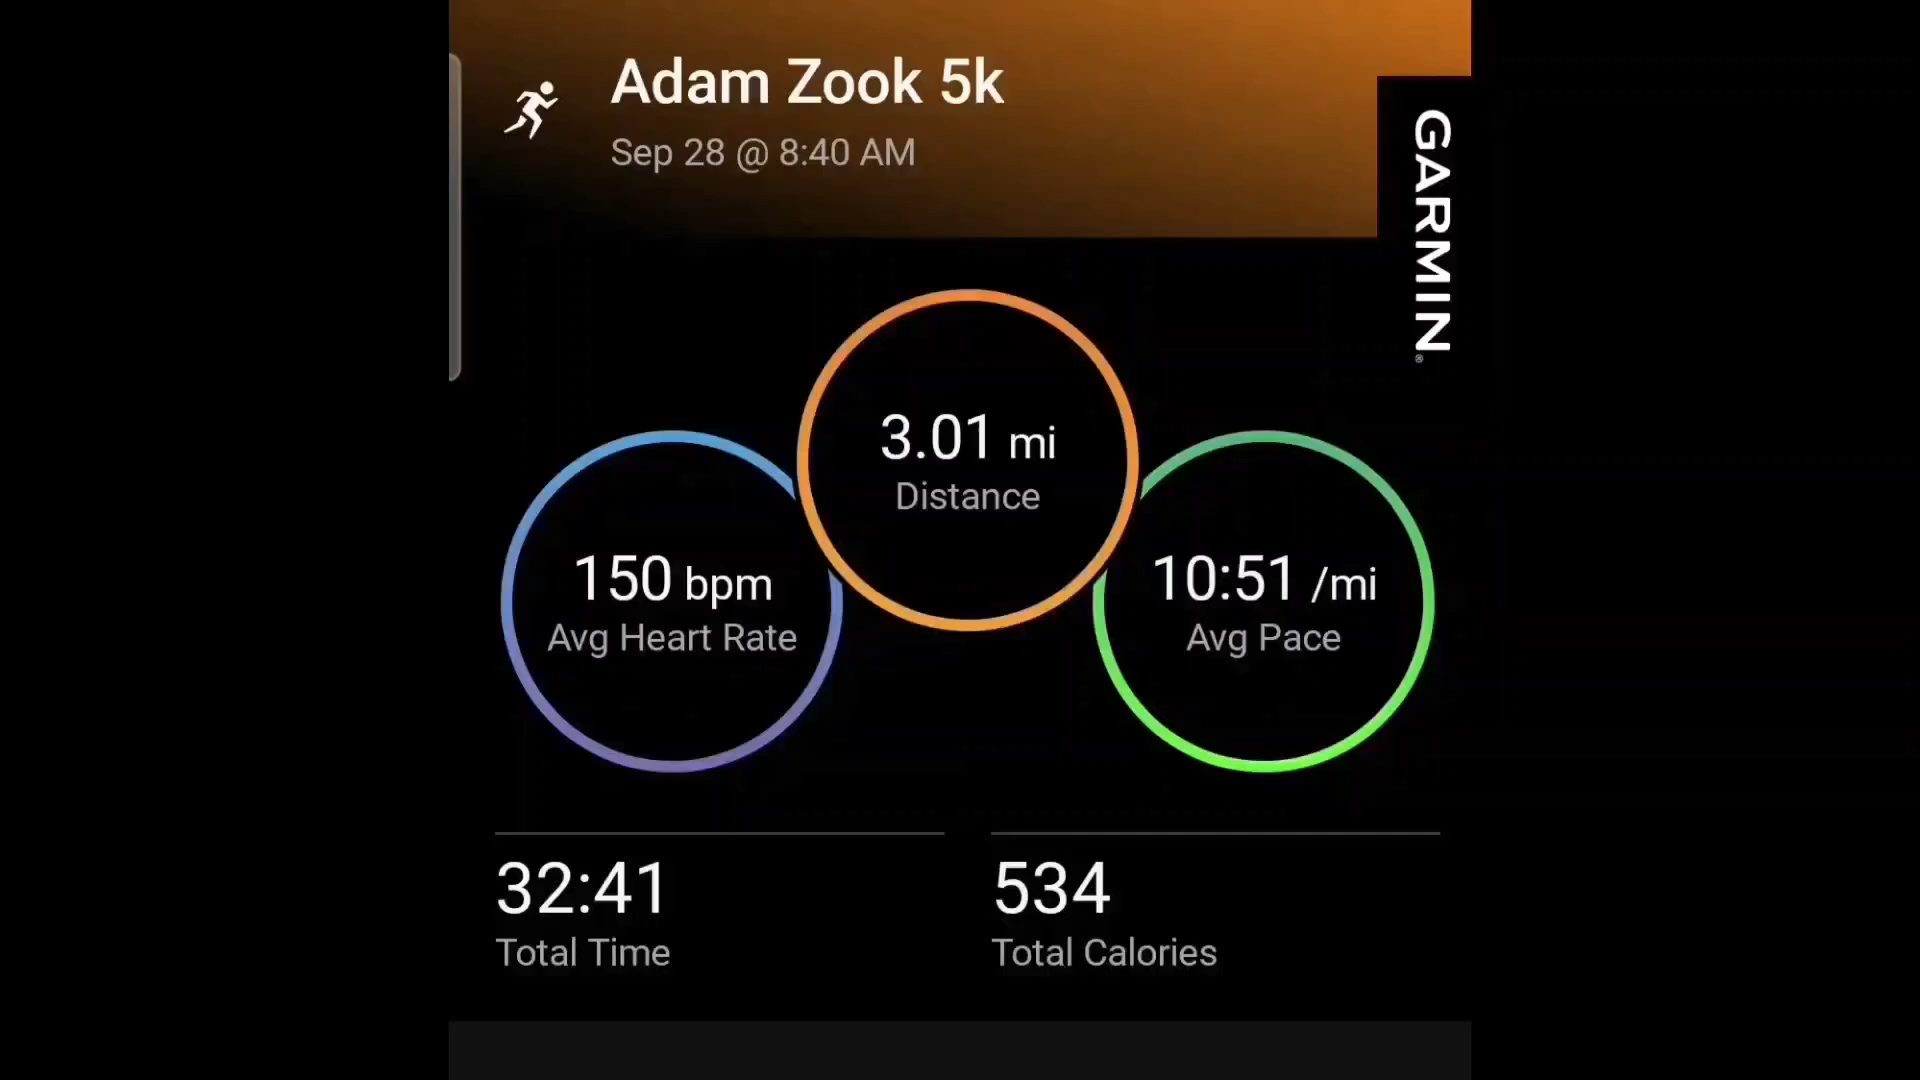 Adam Zook 5k
Sep 28 @ 8:40 AM
GARMIN®
3.01 mi
Distance
150 bpm
Avg Heart Rate
10:51 /mi
Avg Pace
32:41
Total Time
534
Total Calories